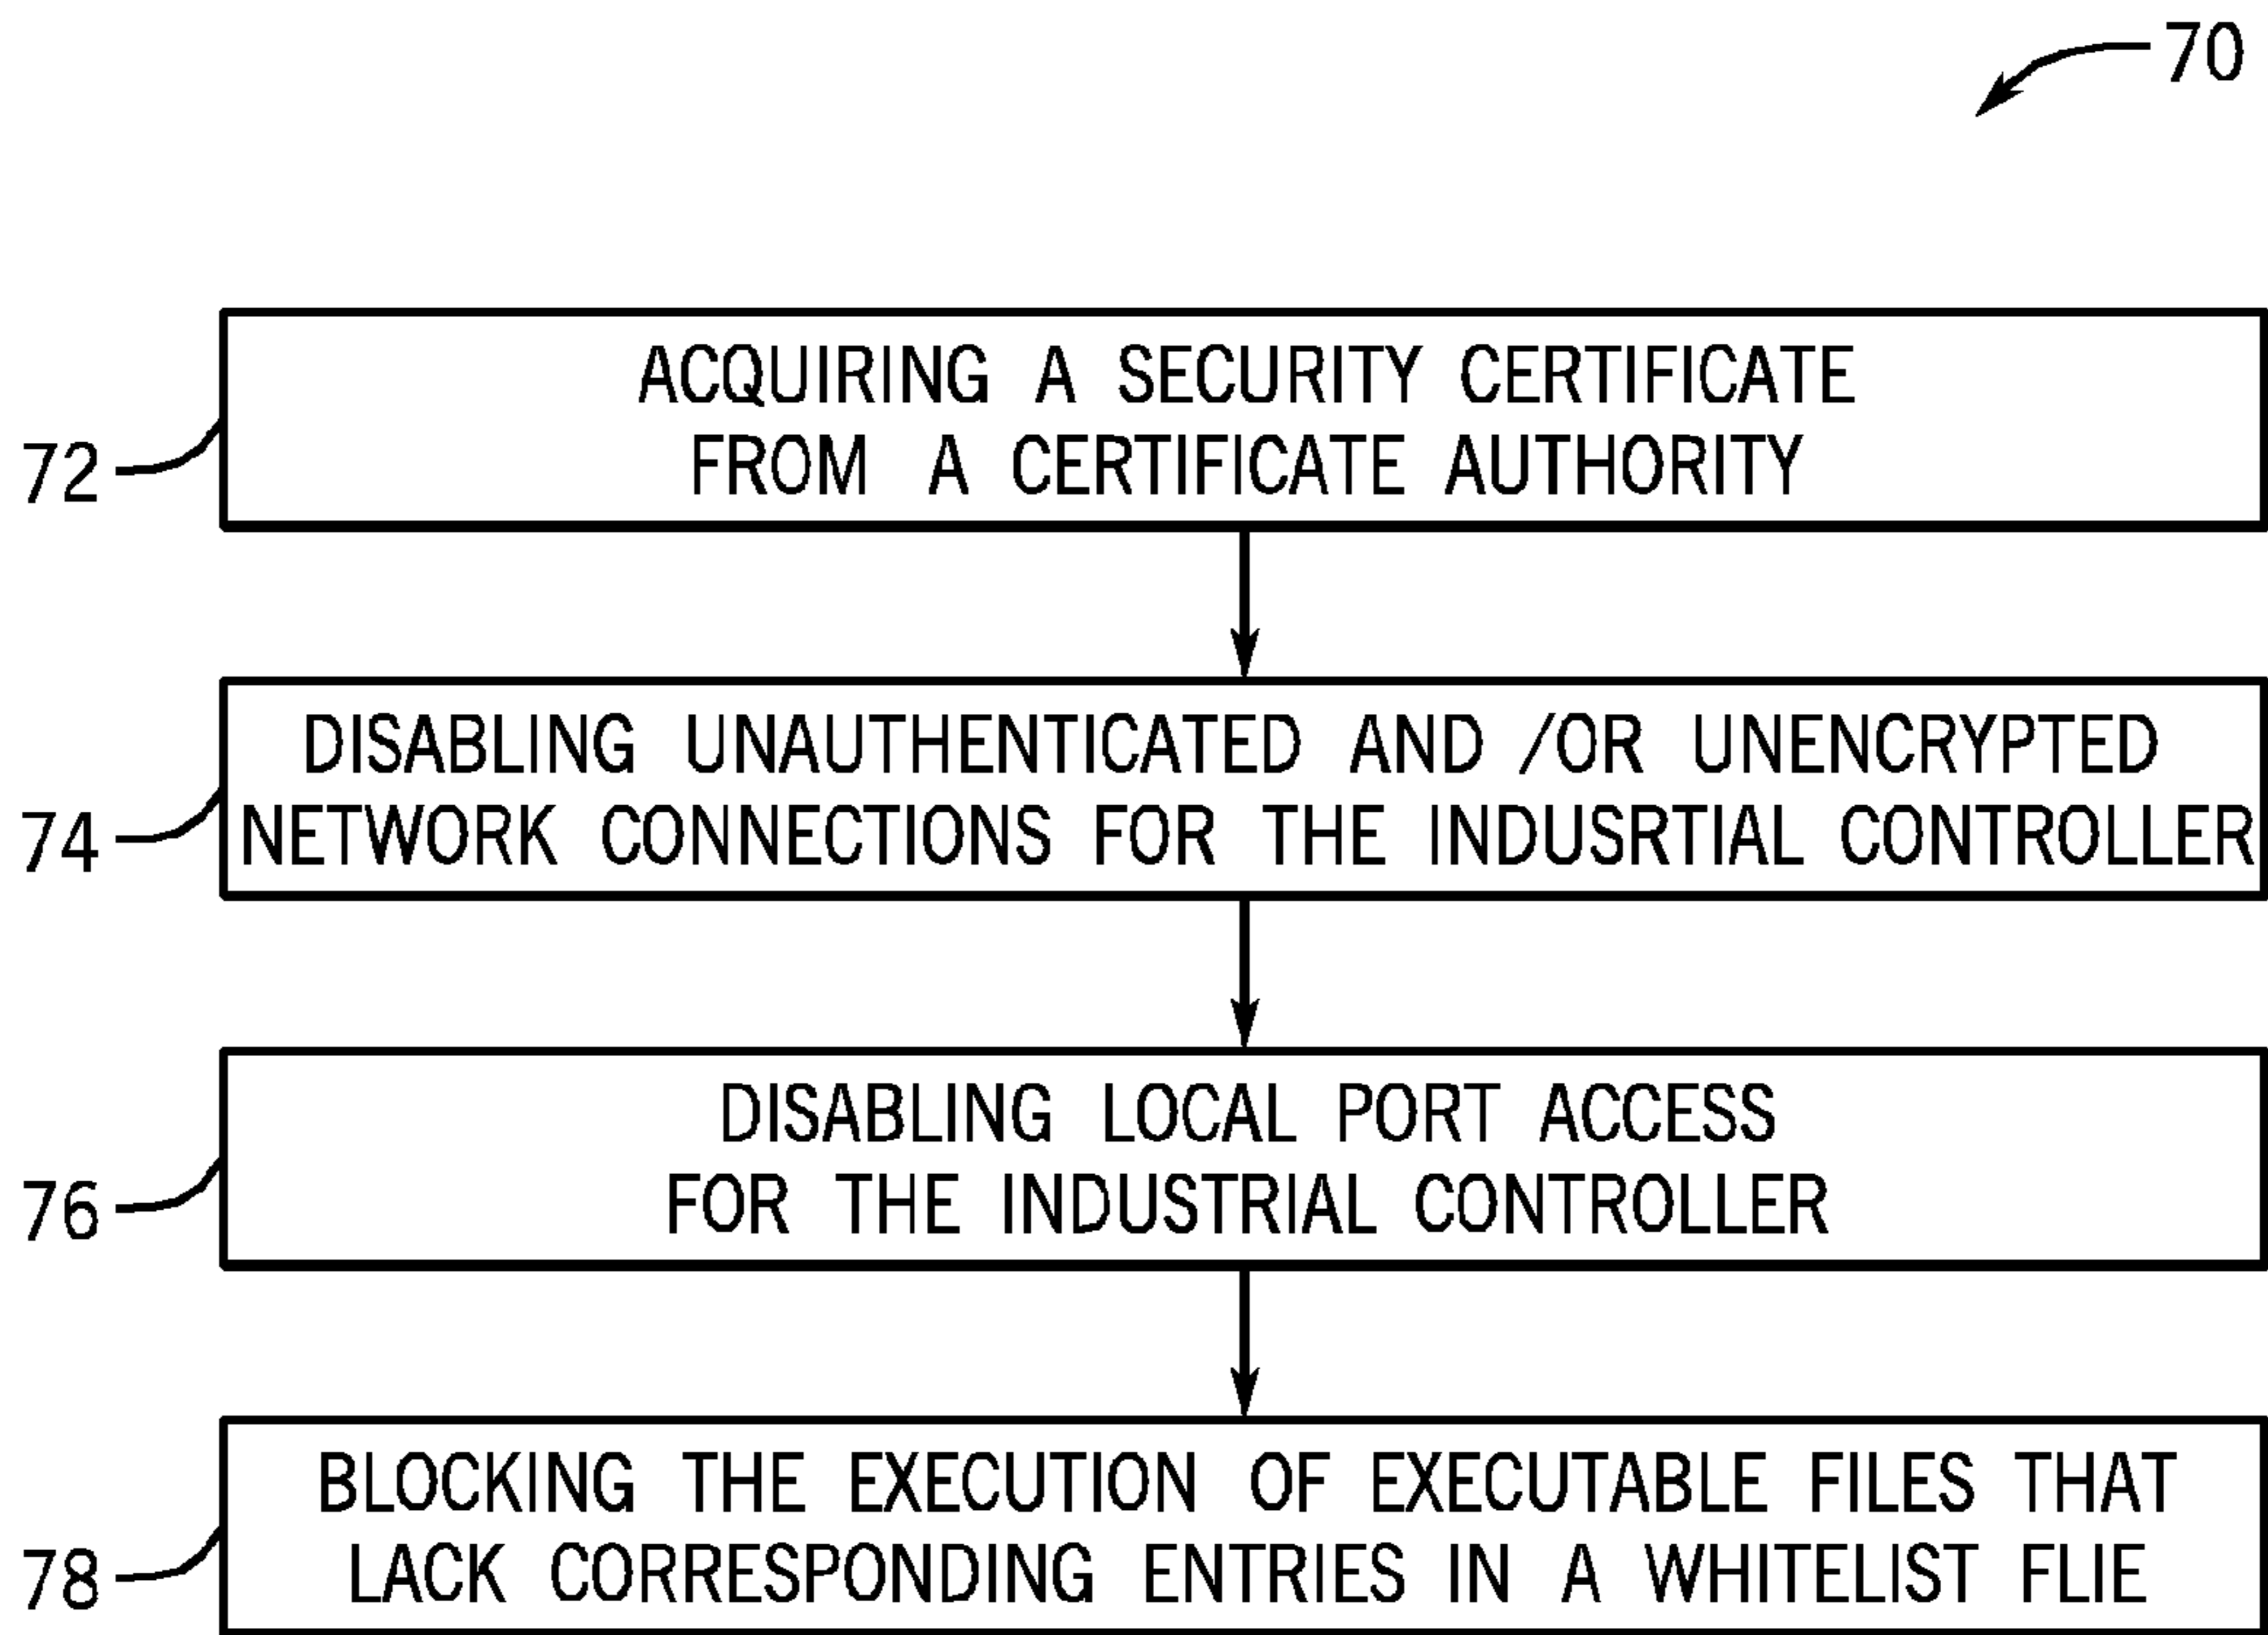 70
ACQUIRING A SECURITY CERTIFICATE
FROM A CERTIFICATE AUTHORITY
72
DISABLING UNAUTHENTICATED AND /OR UNENCRYPTED
NETWORK CONNECTIONS FOR THE INDUSRTIAL CONTROLLER
74
DISABLING LOCAL PORT ACCESS
FOR THE INDUSTRIAL CONTROLLER
76
BLOCKING THE EXECUTION OF EXECUTABLE FILES THAT
LACK CORRESPONDING ENTRIES IN A WHITELIST FLIE
78